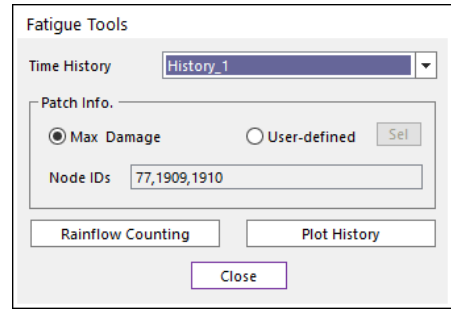 Fatigue Tools
Time History History_1
Patch Info.
Max Damage User-defined Sel
Node IDs 77,1909,1910
Rainflow Counting Plot History
Close